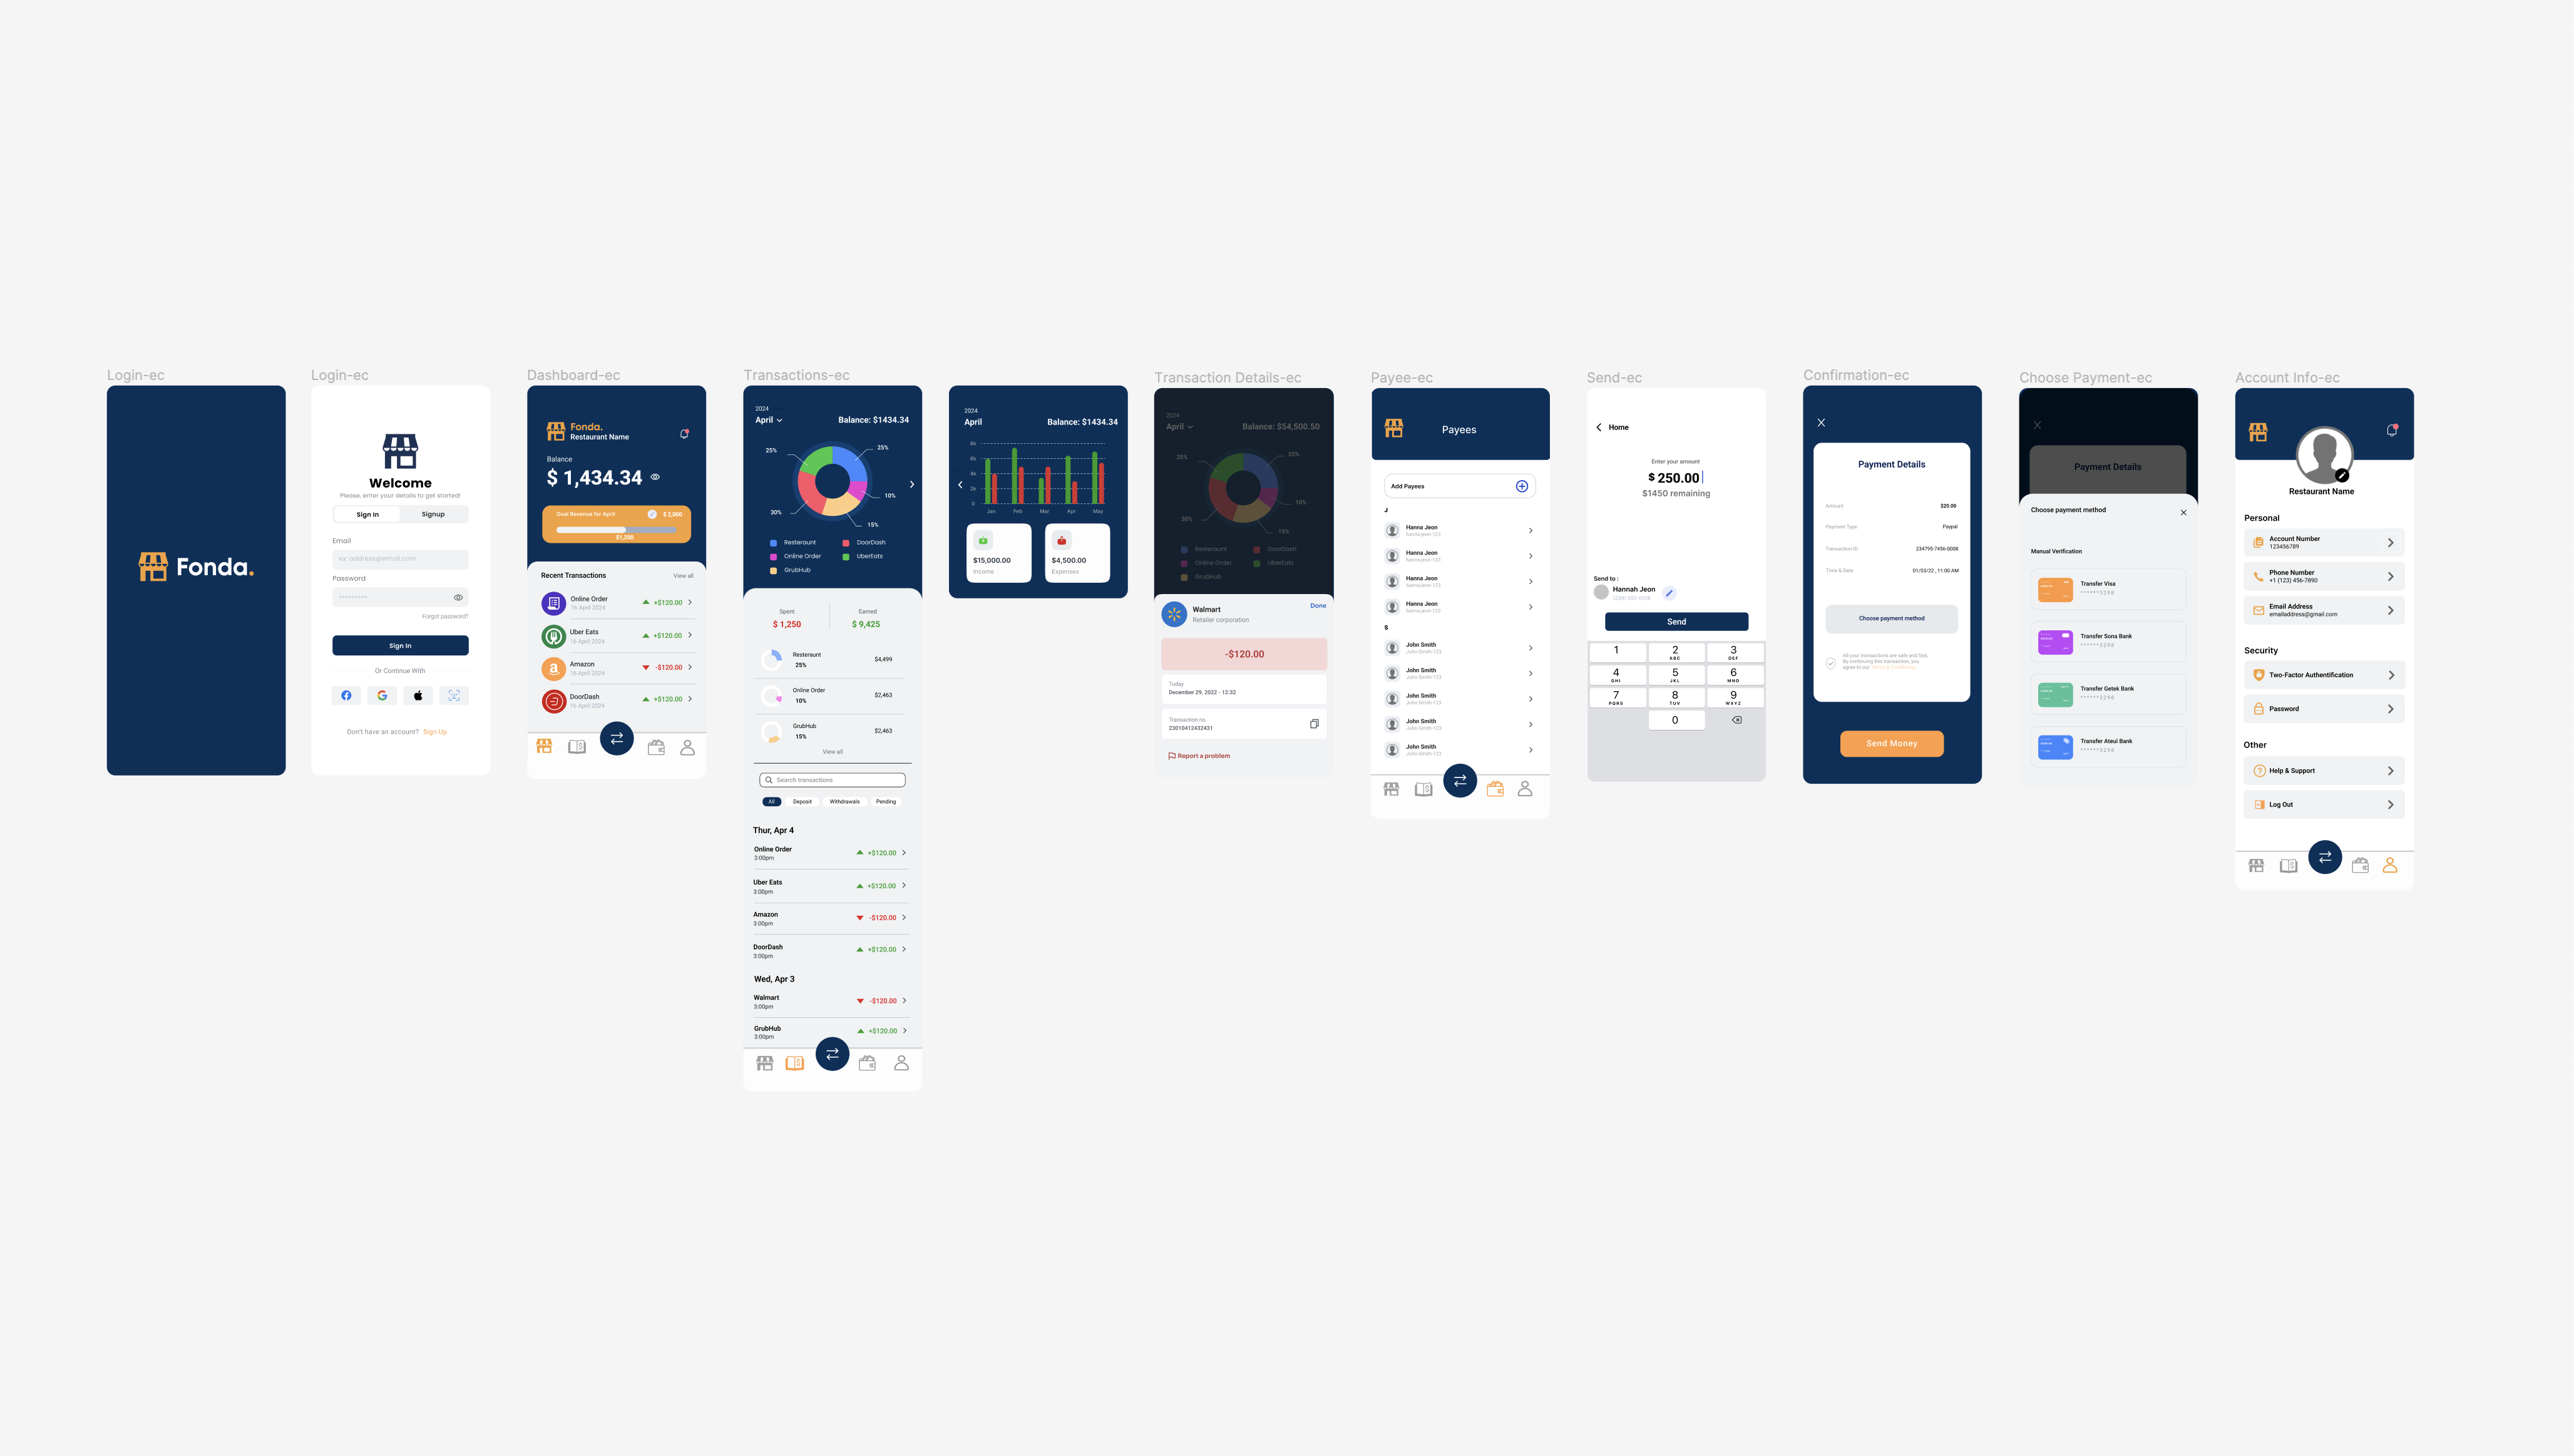 Login-ec
Fonda.
Login-ec
Welcome
Please, enter your details to get started!
Sign In
Signup
Email
ex: address@email.com
Password
Forgot password?
Sign In
Or Continue With
Don't have an account? Sign Up
Dashboard-ec
Fonda.
Restaurant Name
Balance
$ 1,434.34
Goal Revenue for April
$ 2,000
$1,200
Recent Transactions
View all
Online Order
16 April 2024
+$120.00
Uber Eats
16 April 2024
+$120.00
Amazon
16 April 2024
-$120.00
DoorDash
16 April 2024
+$120.00
Transactions-ec
2024
April
Balance: $1434.34
25%
25%
10%
30%
15%
Resteraunt
DoorDash
Online Order
UberEats
GrubHub
Spent
$ 1,250
Earned
$ 9,425
Resteraunt
25%
$4,499
Online Order
10%
$2,463
GrubHub
15%
$2,463
View all
Search transactions
All
Deposit
Withdrawals
Pending
Thur, Apr 4
Online Order
3:00pm
+$120.00
Uber Eats
3:00pm
+$120.00
Amazon
3:00pm
-$120.00
DoorDash
3:00pm
+$120.00
Wed, Apr 3
Walmart
3:00pm
-$120.00
GrubHub
3:00pm
+$120.00
2024
April
Balance: $1434.34
8k
6k
4k
2k
0
Jan
Feb
Mar
Apr
May
$15,000.00
Income
$4,500.00
Expenses
Transaction Details-ec
2024
April
Balance: $54,500.50
25%
25%
10%
30%
15%
Resteraunt
DoorDash
Online Order
UberEats
GrubHub
Walmart
Retailer corporation
Done
-$120.00
Today
December 29, 2022 - 12:32
Transaction no.
23010412432431
Report a problem
Payee-ec
Payees
Add Payees
J
Hanna Jeon
hanna-jeon-123
Hanna Jeon
hanna-jeon-123
Hanna Jeon
hanna-jeon-123
Hanna Jeon
hanna-jeon-123
S
John Smith
John-Smith-123
John Smith
John-Smith-123
John Smith
John-Smith-123
John Smith
John-Smith-123
John Smith
John-Smith-123
Send-ec
Home
Enter your amount
$ 250.00
$1450 remaining
Send to :
Hannah Jeon
Send
1
2
ABC
3
DEF
4
GHI
5
JKL
6
MNO
7
PQRS
8
TUV
9
WXYZ
0
Confirmation-ec
Payment Details
Amount
$20.00
Payment Type
Paypal
Transaction ID
234795-7456-0008
Time & Date
01/03/22 , 11:00 AM
Choose payment method
All your transactions are safe and fast.
By continuing this transaction, you
agree to our Terms & Conditions.
Send Money
Choose Payment-ec
Payment Details
Choose payment method
Manual Verification
Transfer Visa
******3298
Transfer Sona Bank
******3298
Transfer Getek Bank
******3298
Transfer Ateul Bank
******3298
Account Info-ec
Restaurant Name
Personal
Account Number
123456789
Phone Number
+1 (123) 456-7890
Email Address
emailaddress@gmail.com
Security
Two-Factor Authentification
Password
Other
Help & Support
Log Out